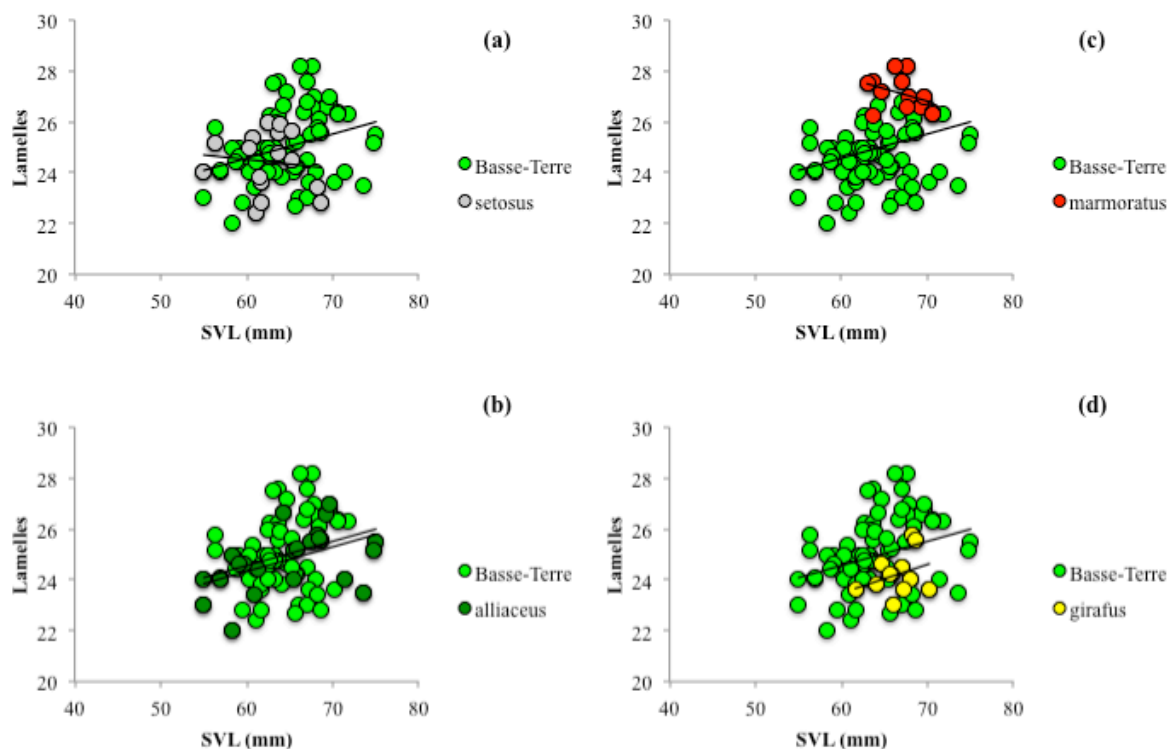 (a)
Lamelles
30
28
26
24
22
20
40 50 60 70 80
SVL (mm)
Basse-Terre
setosus
(c)
Lamelles
30
28
26
24
22
20
40 50 60 70 80
SVL (mm)
Basse-Terre
marmoratus
(b)
Lamelles
30
28
26
24
22
20
40 50 60 70 80
SVL (mm)
Basse-Terre
alliaceus
(d)
Lamelles
30
28
26
24
22
20
40 50 60 70 80
SVL (mm)
Basse-Terre
girafus